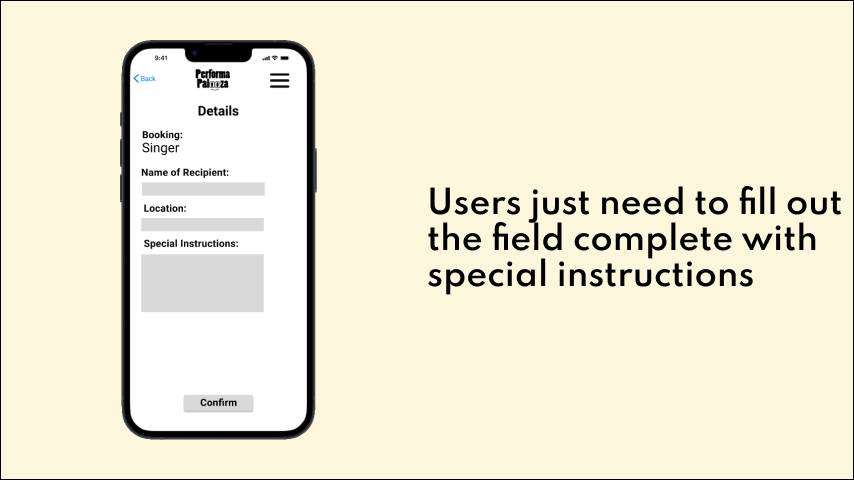 9:41
Back
Performa
Palooza
Details
Booking:
Singer
Name of Recipient:
Location:
Special Instructions:
Confirm
Users just need to fill out
the field complete with
special instructions